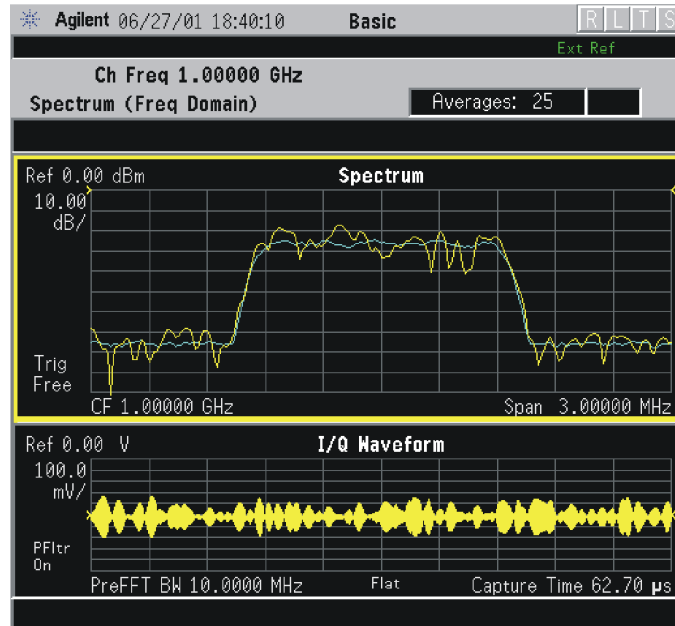 Agilent 06/27/01 18:40:10 Basic R L T S
Ext Ref
Ch Freq 1.00000 GHz
Spectrum (Freq Domain) Averages: 25
Ref 0.00 dBm Spectrum
10.00
dB/
Trig
Free
CF 1.00000 GHz Span 3.00000 MHz
Ref 0.00 V I/Q Waveform
100.0
mV/
PFltr
On
PreFFT BW 10.0000 MHz Flat Capture Time 62.70 µs